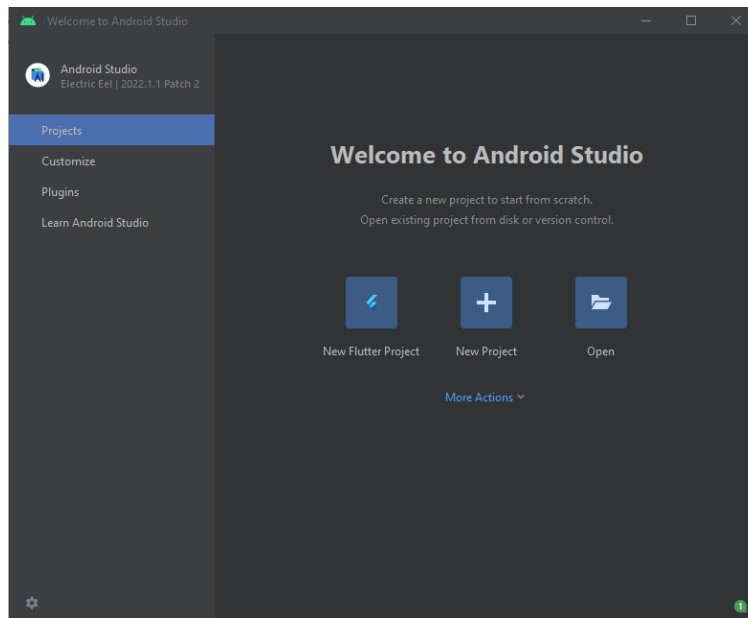 Welcome to Android Studio
Android Studio
Electric Eel | 2022.1.1 Patch 2
Projects
Customize
Plugins
Learn Android Studio
Welcome to Android Studio
Create a new project to start from scratch.
Open existing project from disk or version control.
New Flutter Project
New Project
Open
More Actions
1